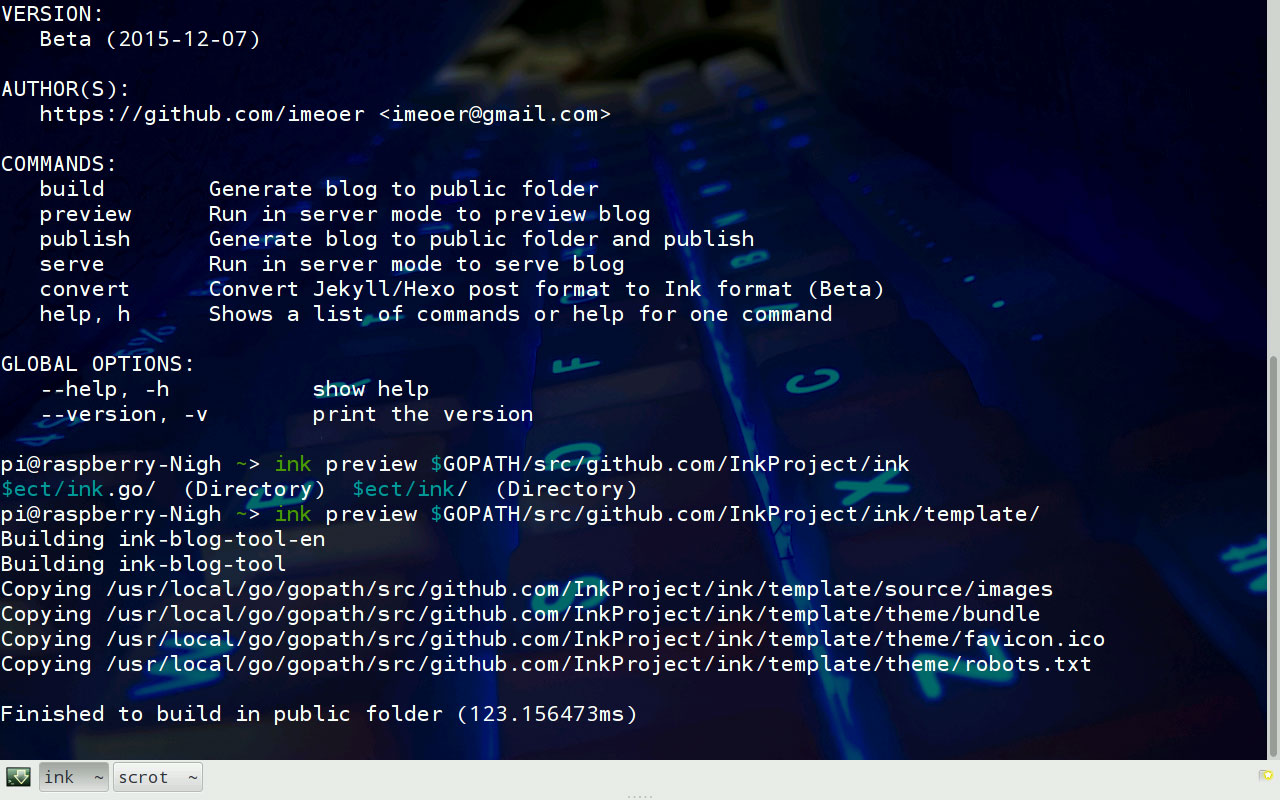 VERSION:
   Beta (2015-12-07)

AUTHOR(S):
   https://github.com/imeoer <imeoer@gmail.com>

COMMANDS:
   build        Generate blog to public folder
   preview      Run in server mode to preview blog
   publish      Generate blog to public folder and publish
   serve        Run in server mode to serve blog
   convert      Convert Jekyll/Hexo post format to Ink format (Beta)
   help, h      Shows a list of commands or help for one command

GLOBAL OPTIONS:
   --help, -h           show help
   --version, -v        print the version

pi@raspberry-Nigh ~> ink preview $GOPATH/src/github.com/InkProject/ink
$ect/ink.go/  (Directory)  $ect/ink/  (Directory)
pi@raspberry-Nigh ~> ink preview $GOPATH/src/github.com/InkProject/ink/template/
Building ink-blog-tool-en
Building ink-blog-tool
Copying /usr/local/go/gopath/src/github.com/InkProject/ink/template/source/images
Copying /usr/local/go/gopath/src/github.com/InkProject/ink/template/theme/bundle
Copying /usr/local/go/gopath/src/github.com/InkProject/ink/template/theme/favicon.ico
Copying /usr/local/go/gopath/src/github.com/InkProject/ink/template/theme/robots.txt

Finished to build in public folder (123.156473ms)
ink ~ scrot ~